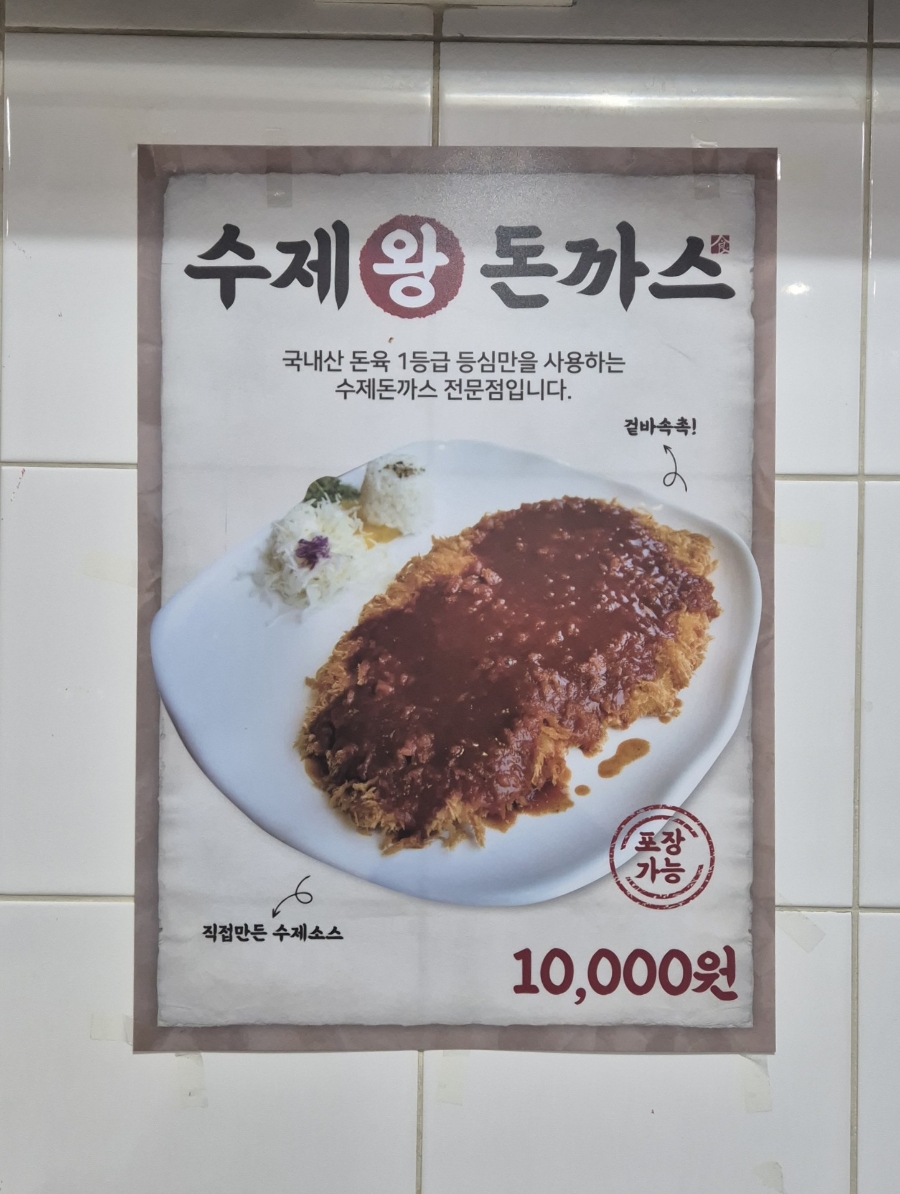 수제 왕 돈까스
食
국내산 돈육 1등급 등심만을 사용하는
수제돈까스 전문점입니다.
겉바속촉!
포장
가능
직접만든 수제소스
10,000원